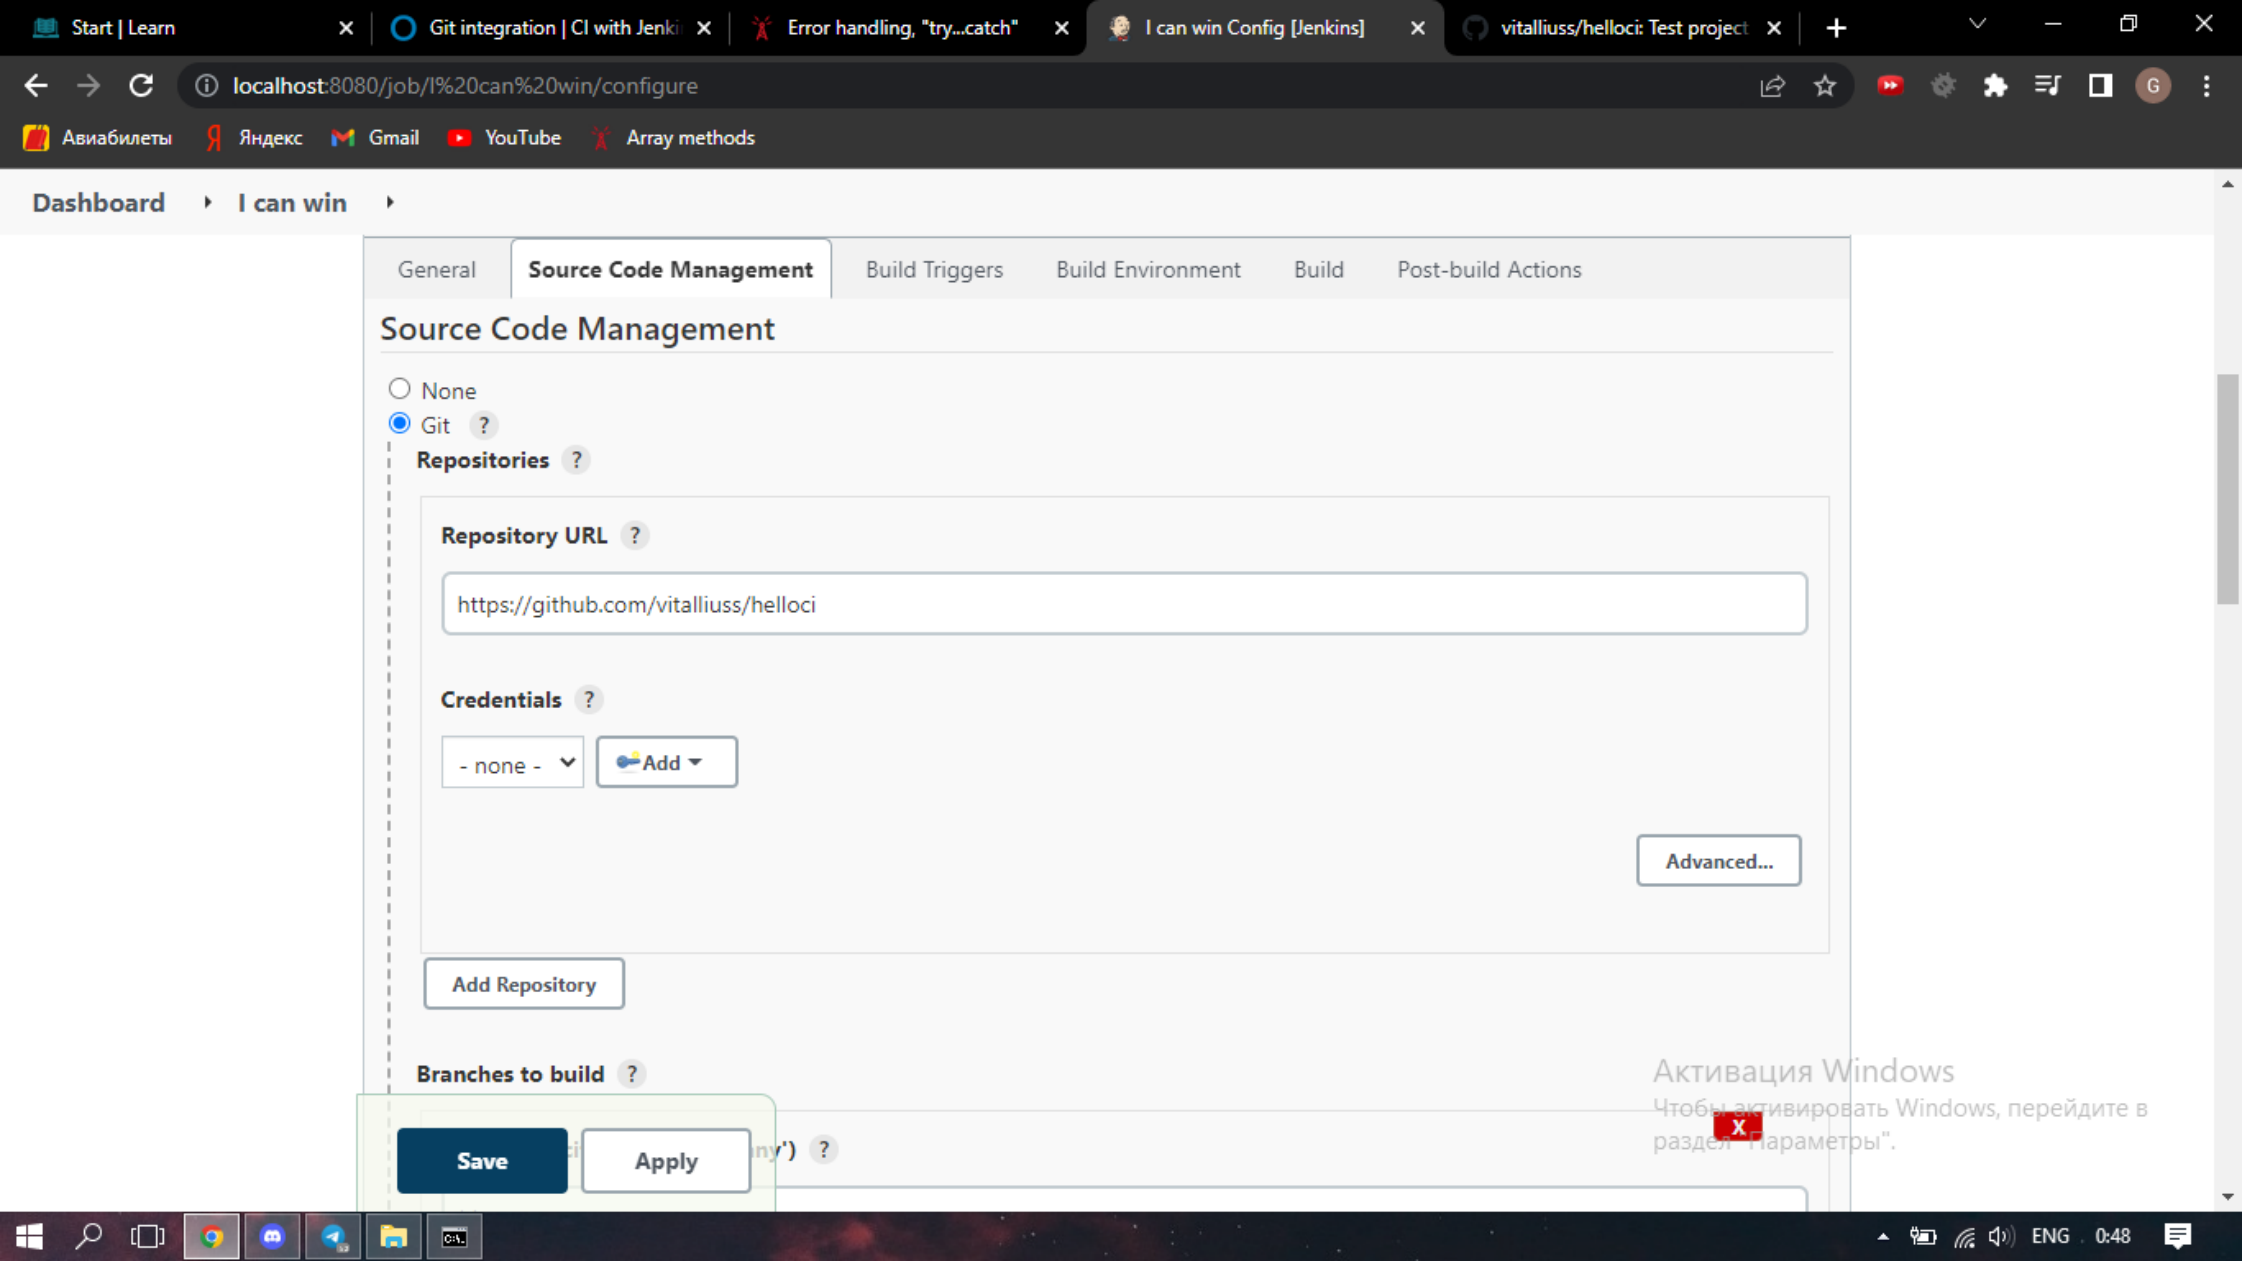 Start | Learn
Git integration | CI with Jenki
Error handling, "try...catch"
I can win Config [Jenkins]
vitalliuss/helloci: Test project
localhost:8080/job/I%20can%20win/configure
G
Авиабилеты
Яндекс
Gmail
YouTube
Array methods
Dashboard
I can win
General
Source Code Management
Build Triggers
Build Environment
Build
Post-build Actions
Source Code Management
None
Git ?
Repositories ?
Repository URL ?
https://github.com/vitalliuss/helloci
Credentials ?
- none -
Add
Advanced...
Add Repository
Branches to build ?
Активация Windows
Чтобы активировать Windows, перейдите в
раздел "Параметры".
X
Save
Apply
ny') ?
ENG
0:48